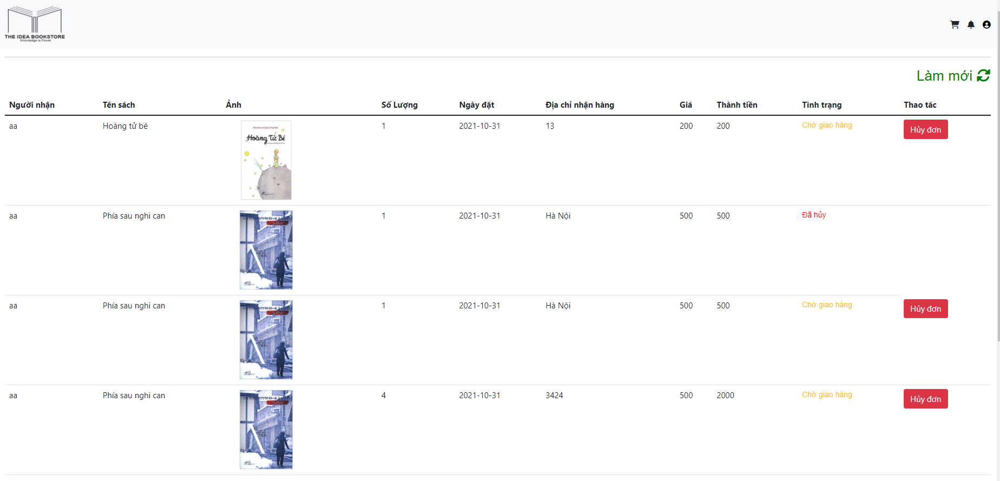 THE IDEA BOOKSTORE
Knowledge is Power
Làm mới
Người nhận Tên sách Ảnh Số Lượng Ngày đặt Địa chỉ nhận hàng Giá Thành tiền Tình trạng Thao tác
aa Hoàng tử bé 1 2021-10-31 13 200 200 Chờ giao hàng Hủy đơn
Hoàng Tử Bé
aa Phía sau nghi can 1 2021-10-31 Hà Nội 500 500 Đã hủy
aa Phía sau nghi can 1 2021-10-31 Hà Nội 500 500 Chờ giao hàng Hủy đơn
aa Phía sau nghi can 4 2021-10-31 3424 500 2000 Chờ giao hàng Hủy đơn